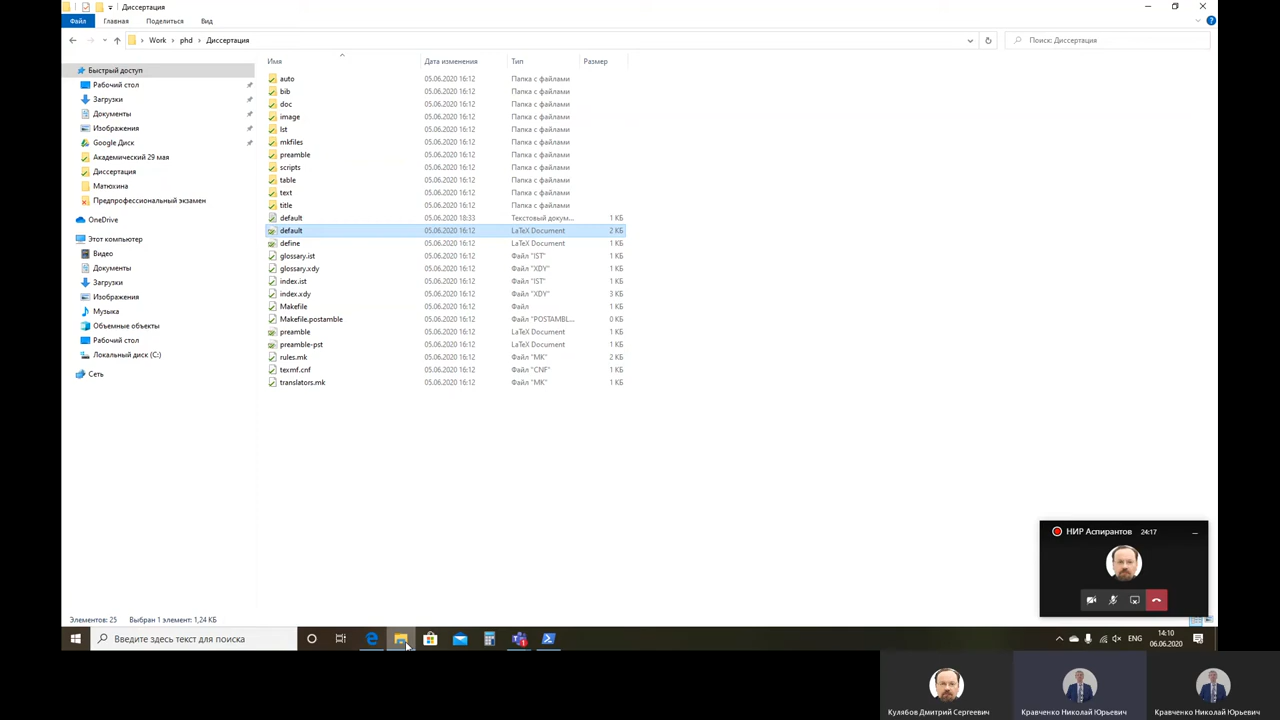 Диссертация
Файл Главная Поделиться Вид
Work phd Диссертация Поиск: Диссертация
Имя Дата изменения Тип Размер
Быстрый доступ
Рабочий стол
Загрузки
Документы
Изображения
Google Диск
Академический 29 мая
Диссертация
Матюхина
Предпрофессиональный экзамен
OneDrive
Этот компьютер
Видео
Документы
Загрузки
Изображения
Музыка
Объемные объекты
Рабочий стол
Локальный диск (C:)
Сеть
auto 05.06.2020 16:12 Папка с файлами
bib 05.06.2020 16:12 Папка с файлами
doc 05.06.2020 16:12 Папка с файлами
image 05.06.2020 16:12 Папка с файлами
lst 05.06.2020 16:12 Папка с файлами
mkfiles 05.06.2020 16:12 Папка с файлами
preamble 05.06.2020 16:12 Папка с файлами
scripts 05.06.2020 16:12 Папка с файлами
table 05.06.2020 16:12 Папка с файлами
text 05.06.2020 16:12 Папка с файлами
title 05.06.2020 16:12 Папка с файлами
default 05.06.2020 18:33 Текстовый докум... 1 КБ
default 05.06.2020 16:12 LaTeX Document 2 КБ
define 05.06.2020 16:12 LaTeX Document 1 КБ
glossary.ist 05.06.2020 16:12 Файл "IST" 1 КБ
glossary.xdy 05.06.2020 16:12 Файл "XDY" 1 КБ
index.ist 05.06.2020 16:12 Файл "IST" 1 КБ
index.xdy 05.06.2020 16:12 Файл "XDY" 3 КБ
Makefile 05.06.2020 16:12 Файл 1 КБ
Makefile.postamble 05.06.2020 16:12 Файл "POSTAMBL... 0 КБ
preamble 05.06.2020 16:12 LaTeX Document 1 КБ
preamble-pst 05.06.2020 16:12 LaTeX Document 1 КБ
rules.mk 05.06.2020 16:12 Файл "MK" 2 КБ
texmf.cnf 05.06.2020 16:12 Файл "CNF" 1 КБ
translators.mk 05.06.2020 16:12 Файл "MK" 1 КБ
НИР Аспирантов 24:17
Элементов: 25 Выбран 1 элемент: 1,24 КБ
Введите здесь текст для поиска
ENG
14:10
06.06.2020
Кулябов Дмитрий Сергеевич
Кравченко Николай Юрьевич
Кравченко Николай Юрьевич